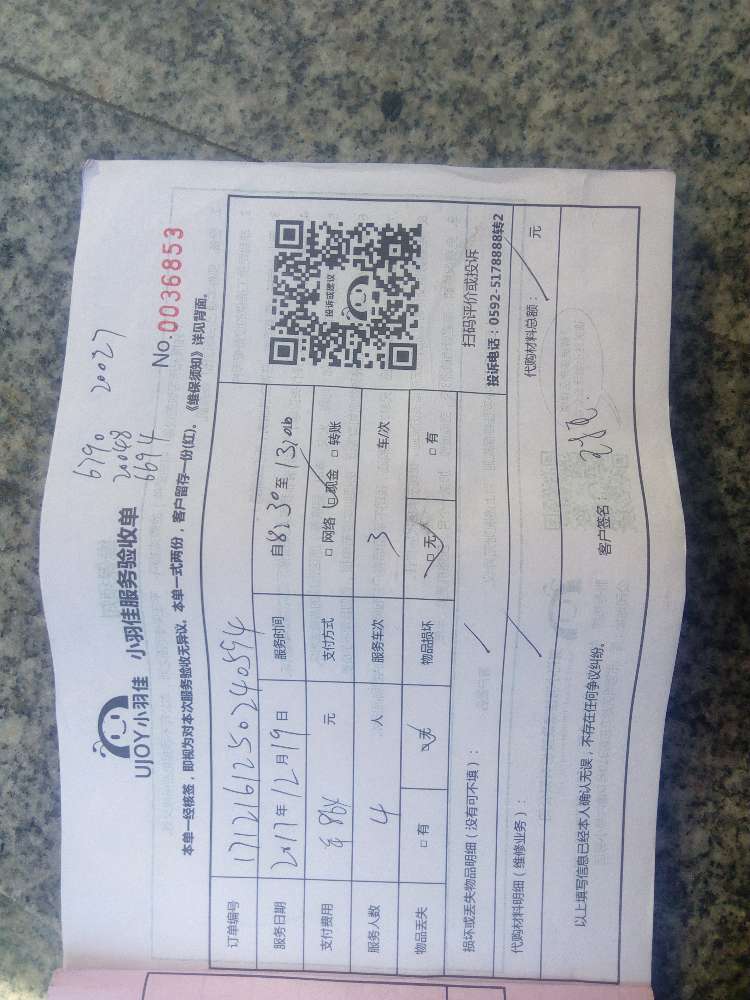 6790 20027
20048
6694
UJOY小羽佳 小羽佳服务验收单 No.0036853
本单一经核签，即视为对本次服务验收无异议。本单一式两份，客户留存一份(红)。《维保须知》详见背面。
订单编号 1712161250240594
服务日期 2017年12月19日 服务时间 自8:30至
支付费用 元 支付方式 □ 网络 □ 现金 □ 转账
服务人数 4 人 服务车次 3 车/次
物品丢失 □ 有 □ 无 物品损坏 □ 无 □ 有
投诉或建议
扫码评价或投诉
投诉电话：0592-5178888转2
损坏或丢失物品明细（没有可不填）：
代购材料明细（维修业务）： 代购材料总额： 元
以上填写信息已经本人确认无误，不存在任何争议纠纷。 客户签名：